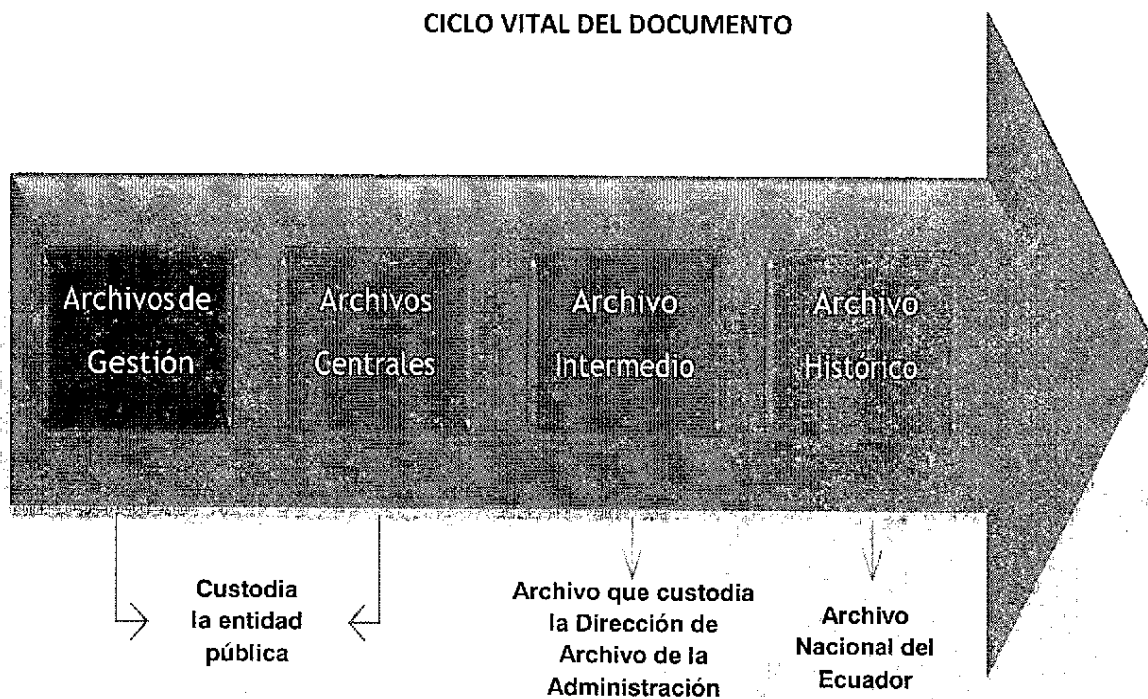 CICLO VITAL DEL DOCUMENTO
Archivos de
Gestión
Archivos
Centrales
Archivo
Intermedio
Archivo
Histórico
Custodia
la entidad
pública
Archivo que custodia
la Dirección de
Archivo de la
Administración
Archivo
Nacional del
Ecuador